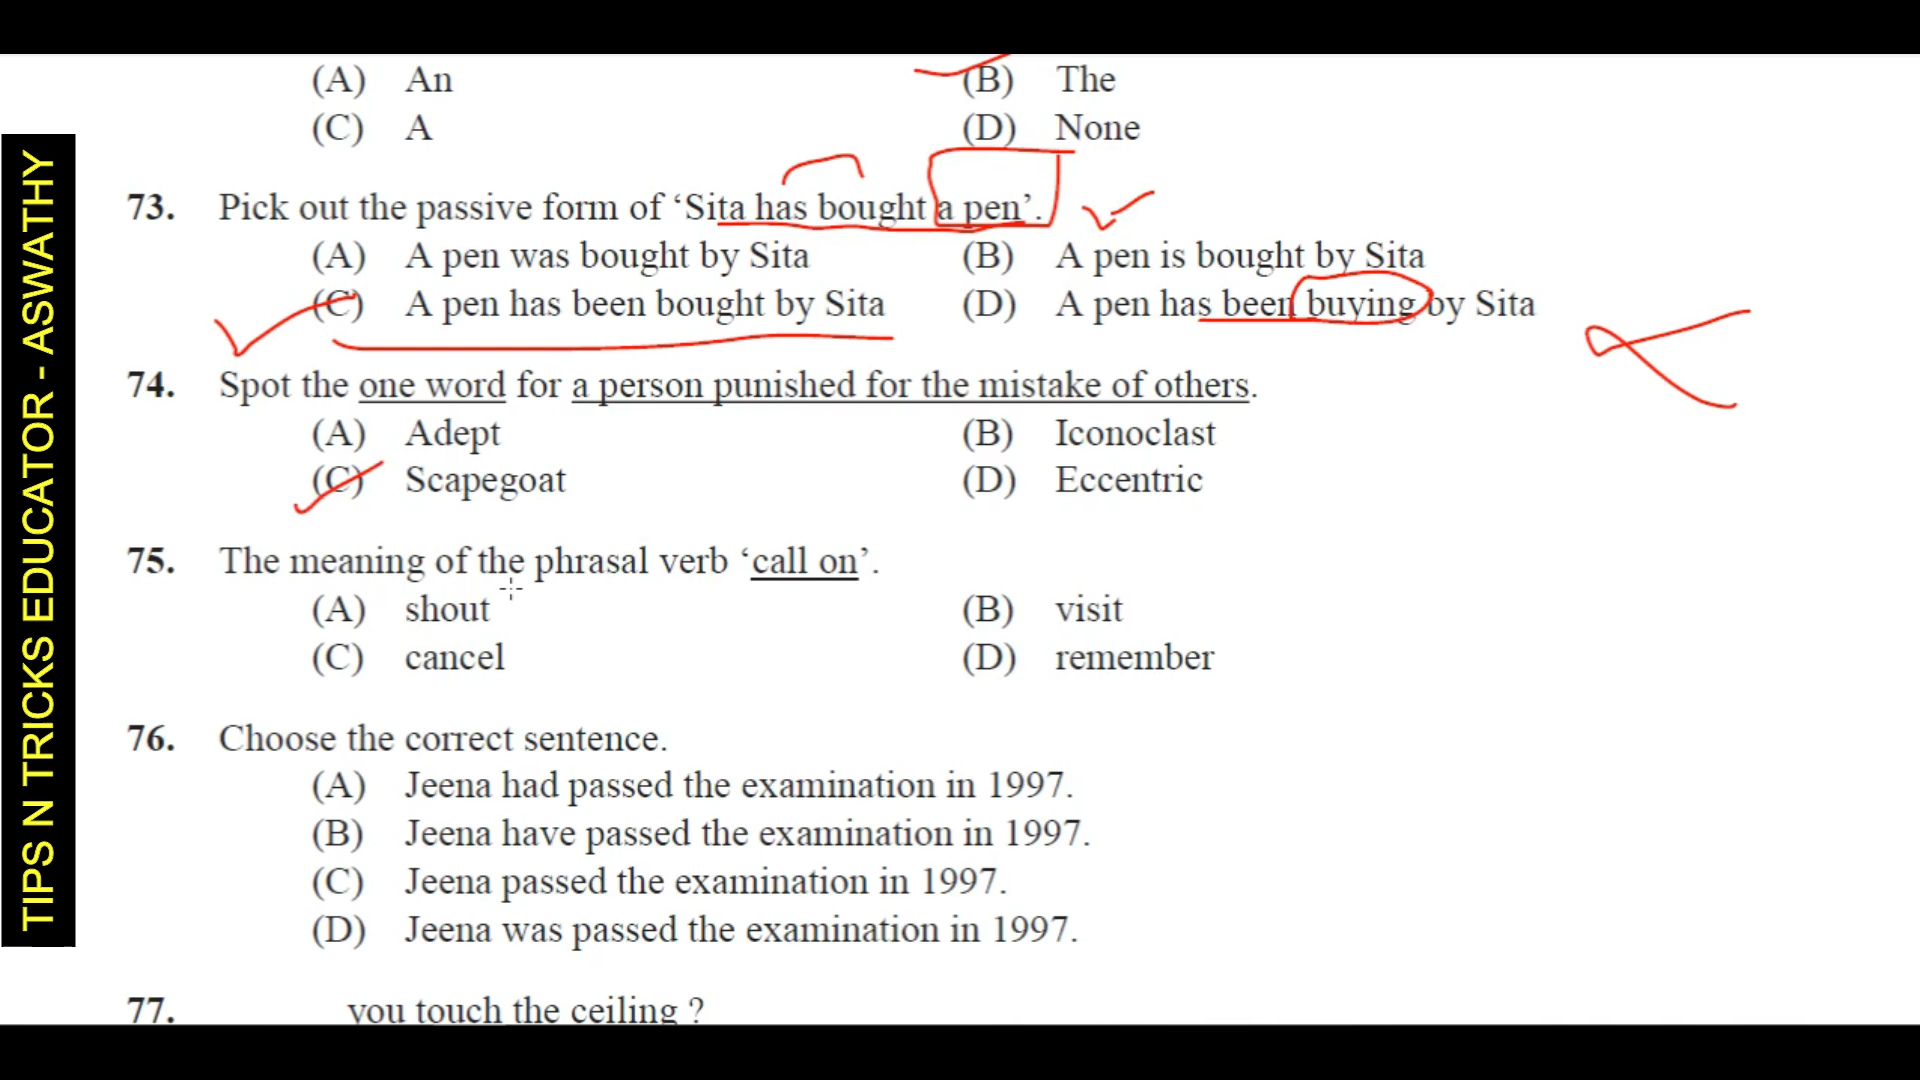 (A) An (B) The
(C) A (D) None
73. Pick out the passive form of ‘Sita has bought a pen’.
(A) A pen was bought by Sita (B) A pen is bought by Sita
(C) A pen has been bought by Sita (D) A pen has been buying by Sita
74. Spot the one word for a person punished for the mistake of others.
(A) Adept (B) Iconoclast
(C) Scapegoat (D) Eccentric
75. The meaning of the phrasal verb ‘call on’.
(A) shout (B) visit
(C) cancel (D) remember
76. Choose the correct sentence.
(A) Jeena had passed the examination in 1997.
(B) Jeena have passed the examination in 1997.
(C) Jeena passed the examination in 1997.
(D) Jeena was passed the examination in 1997.
77. you touch the ceiling ?
TIPS N TRICKS EDUCATOR - ASWATHY